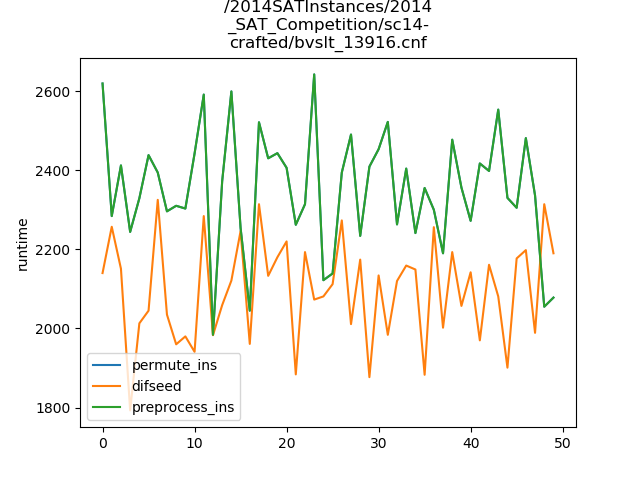 /2014SATInstances/2014
_SAT_Competition/sc14-
crafted/bvslt_13916.cnf
runtime
2600
2400
2200
2000
1800
permute_ins
difseed
preprocess_ins
0 10 20 30 40 50